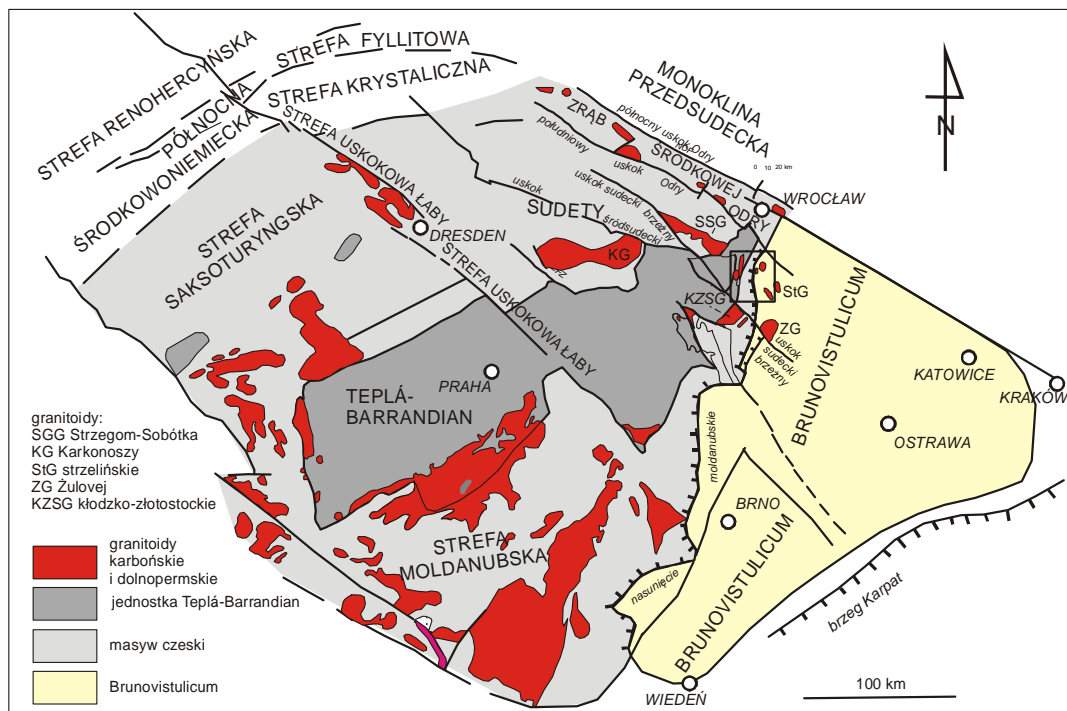 STREFA RENOHERCYŃSKA
PÓŁNOCNA STREFA FYLLITOWA
ŚRODKOWONIEMIECKA STREFA KRYSTALICZNA
MONOKLINA
PRZEDSUDECKA
N
0 10 20 km
ZRĄB ŚRODKOWEJ ODRY
północny uskok Odry
południowy uskok Odry
uskok sudecki brzeżny
uskok śródsudecki
STREFA USKOKOWA ŁABY
WROCŁAW
SUDETY
SSG
DRESDEN
STREFA
SAKSOTURYNGSKA
KG
STREFA USKOKOWA ŁABY
KZSG
StG
ZG
uskok
sudecki
brzeżny
PRAHA
TEPLÁ-
BARRANDIAN
BRUNOVISTULICUM
KATOWICE
KRAKÓW
OSTRAWA
moldanubskie
nasunięcie
BRNO
STREFA
MOLDANUBSKA
BRUNOVISTULICUM
brzeg Karpat
WIEDEŃ
100 km
granitoidy:
SGG Strzegom-Sobótka
KG Karkonoszy
StG strzelińskie
ZG Žulovej
KZSG kłodzko-złotostockie
granitoidy
karbońskie
i dolnopermskie
jednostka Teplá-Barrandian
masyw czeski
Brunovistulicum